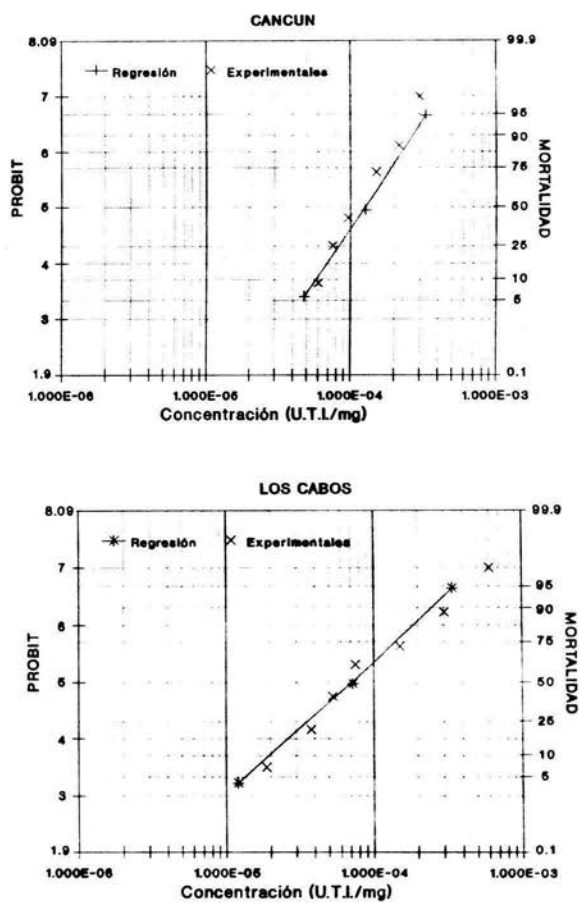 CANCUN
8.09
99.9
Regresión Experimentales
7
95
90
6
75
PROBIT
MORTALIDAD
5
50
4
25
10
5
3
1.9
0.1
1.000E-06 1.000E-05 1.000E-04 1.000E-03
Concentración (U.T.I./mg)
LOS CABOS
8.09
99.9
Regresión Experimentales
7
95
90
6
75
PROBIT
MORTALIDAD
5
50
4
25
10
5
3
1.9
0.1
1.000E-06 1.000E-05 1.000E-04 1.000E-03
Concentración (U.T.I./mg)